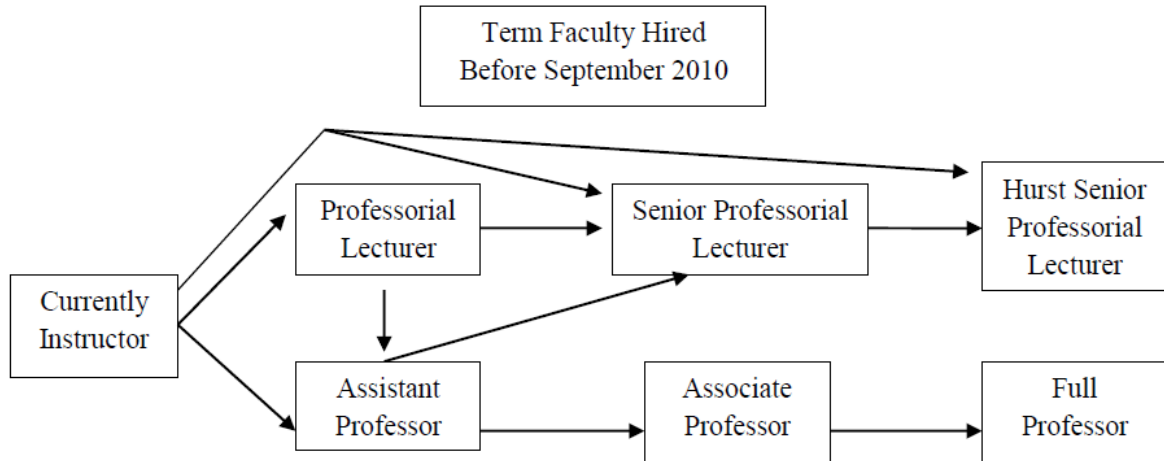 Term Faculty Hired
Before September 2010
Professorial
Lecturer
Senior Professorial
Lecturer
Hurst Senior
Professorial
Lecturer
Currently
Instructor
Assistant
Professor
Associate
Professor
Full
Professor